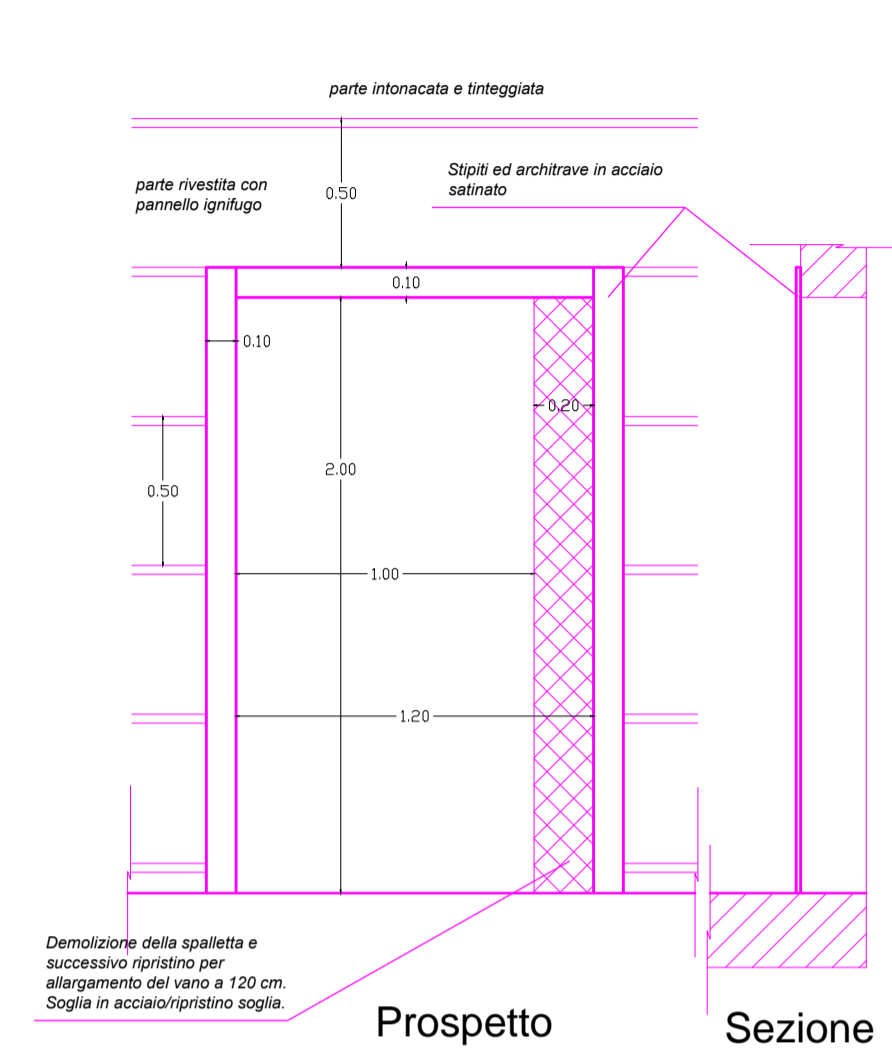 parte intonacata e tinteggiata
Stipiti ed architrave in acciaio
satinato
parte rivestita con
pannello ignifugo
0.50
0.10
0.10
0.20
2.00
0.50
1.00
1.20
Demolizione della spalletta e
successivo ripristino per
allargamento del vano a 120 cm.
Soglia in acciaio/ripristino soglia.
Prospetto
Sezione